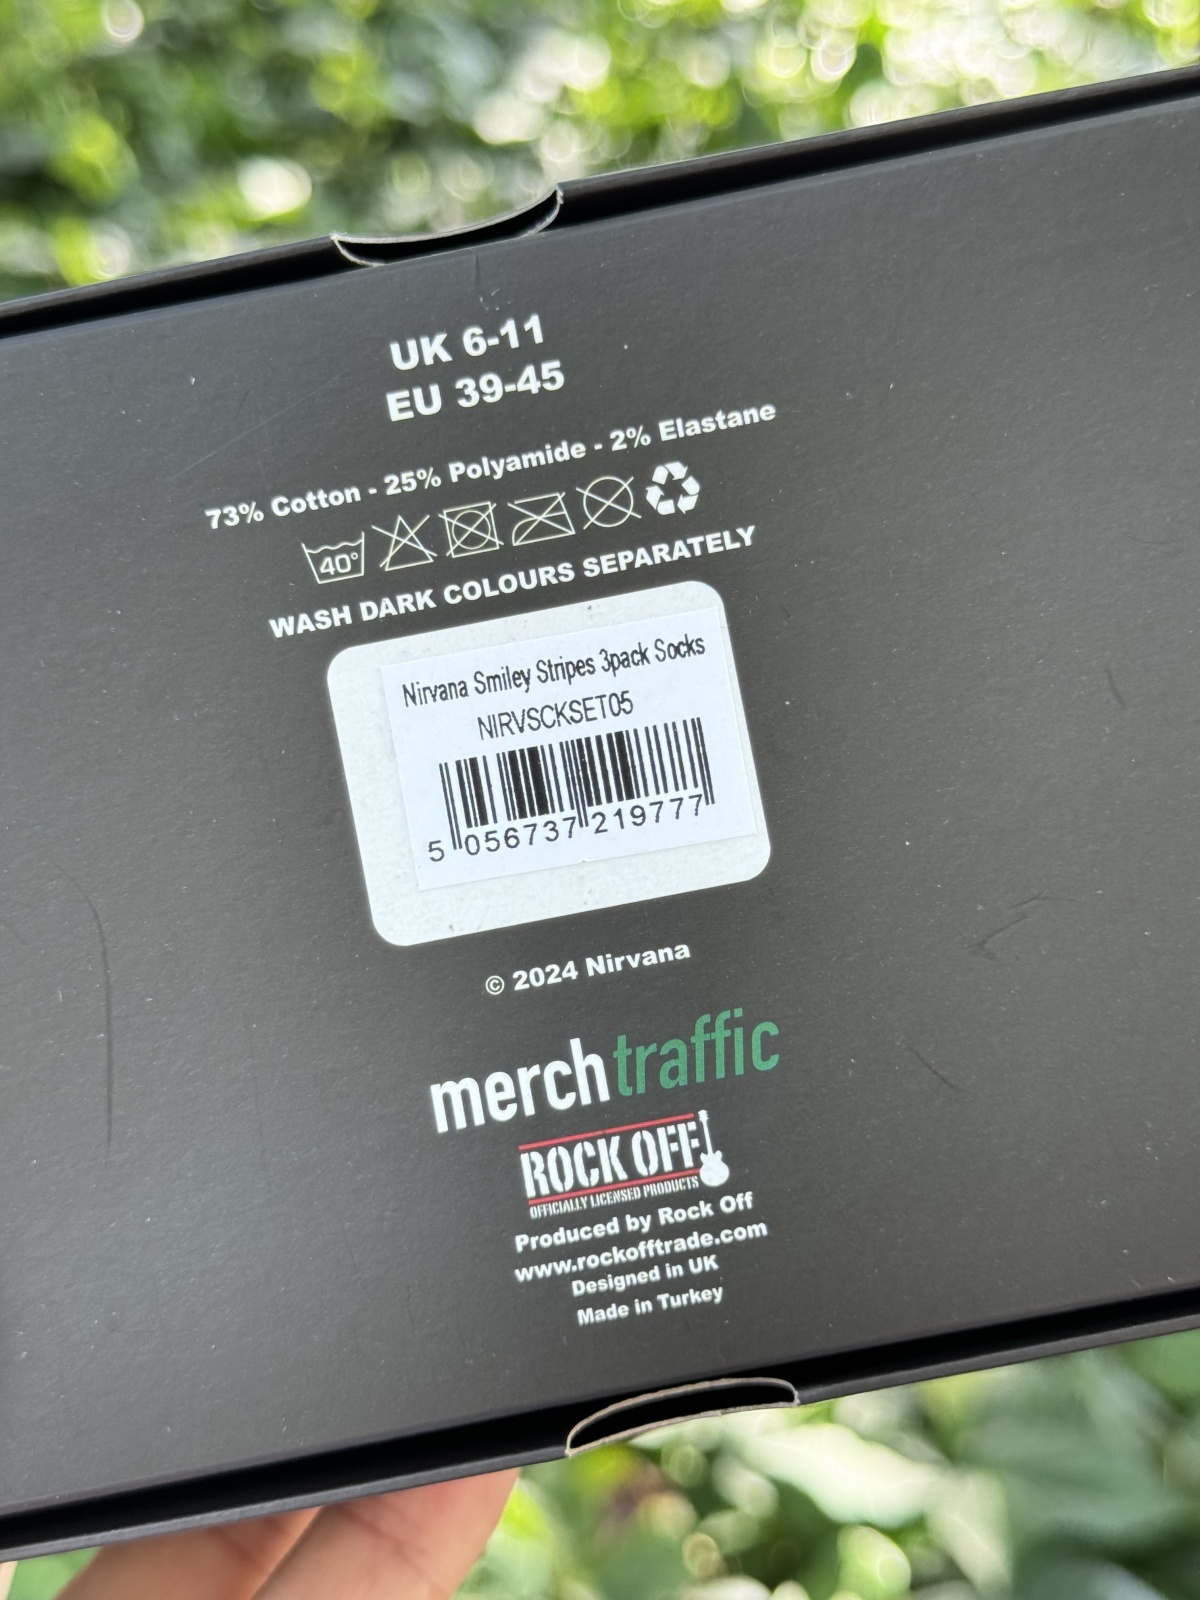 UK 6-11
EU 39-45
73% Cotton - 25% Polyamide - 2% Elastane
40°
WASH DARK COLOURS SEPARATELY
Nirvana Smiley Stripes 3pack Socks
NIRVSCKSET05
5 056737 219777
© 2024 Nirvana
merchtraffic
ROCK OFF
OFFICIALLY LICENSED PRODUCTS
Produced by Rock Off
www.rockofftrade.com
Designed in UK
Made in Turkey